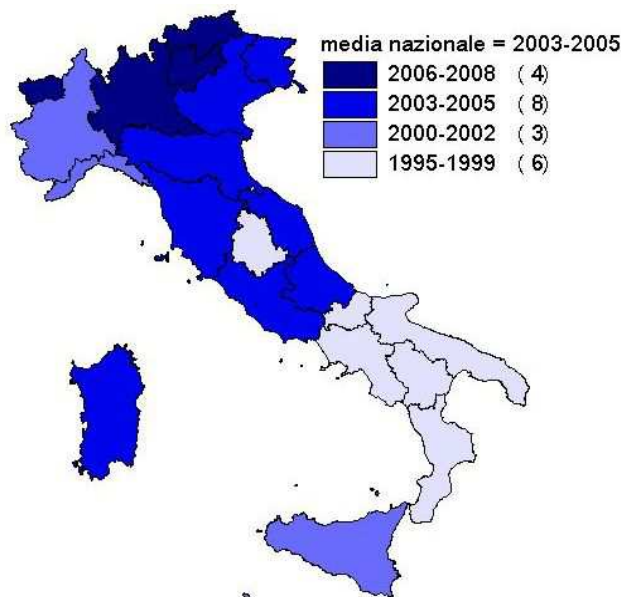 media nazionale = 2003-2005
2006-2008 ( 4)
2003-2005 ( 8)
2000-2002 ( 3)
1995-1999 ( 6)